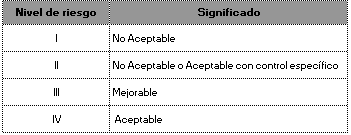 Nivel de riesgo Significado
I No Aceptable
II No Aceptable o Aceptable con control específico
III Mejorable
IV Aceptable